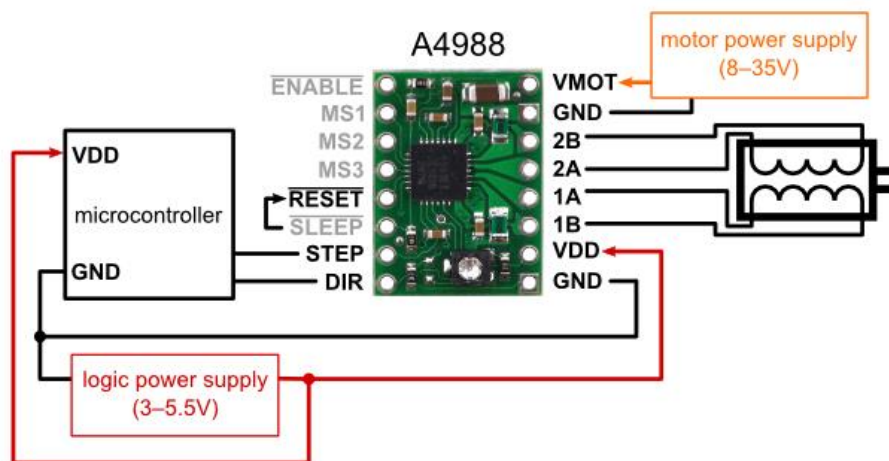 A4988
motor power supply
(8–35V)
ENABLE
MS1
MS2
MS3
RESET
SLEEP
STEP
DIR
VMOT
GND
2B
2A
1A
1B
VDD
GND
VDD
microcontroller
GND
logic power supply
(3–5.5V)